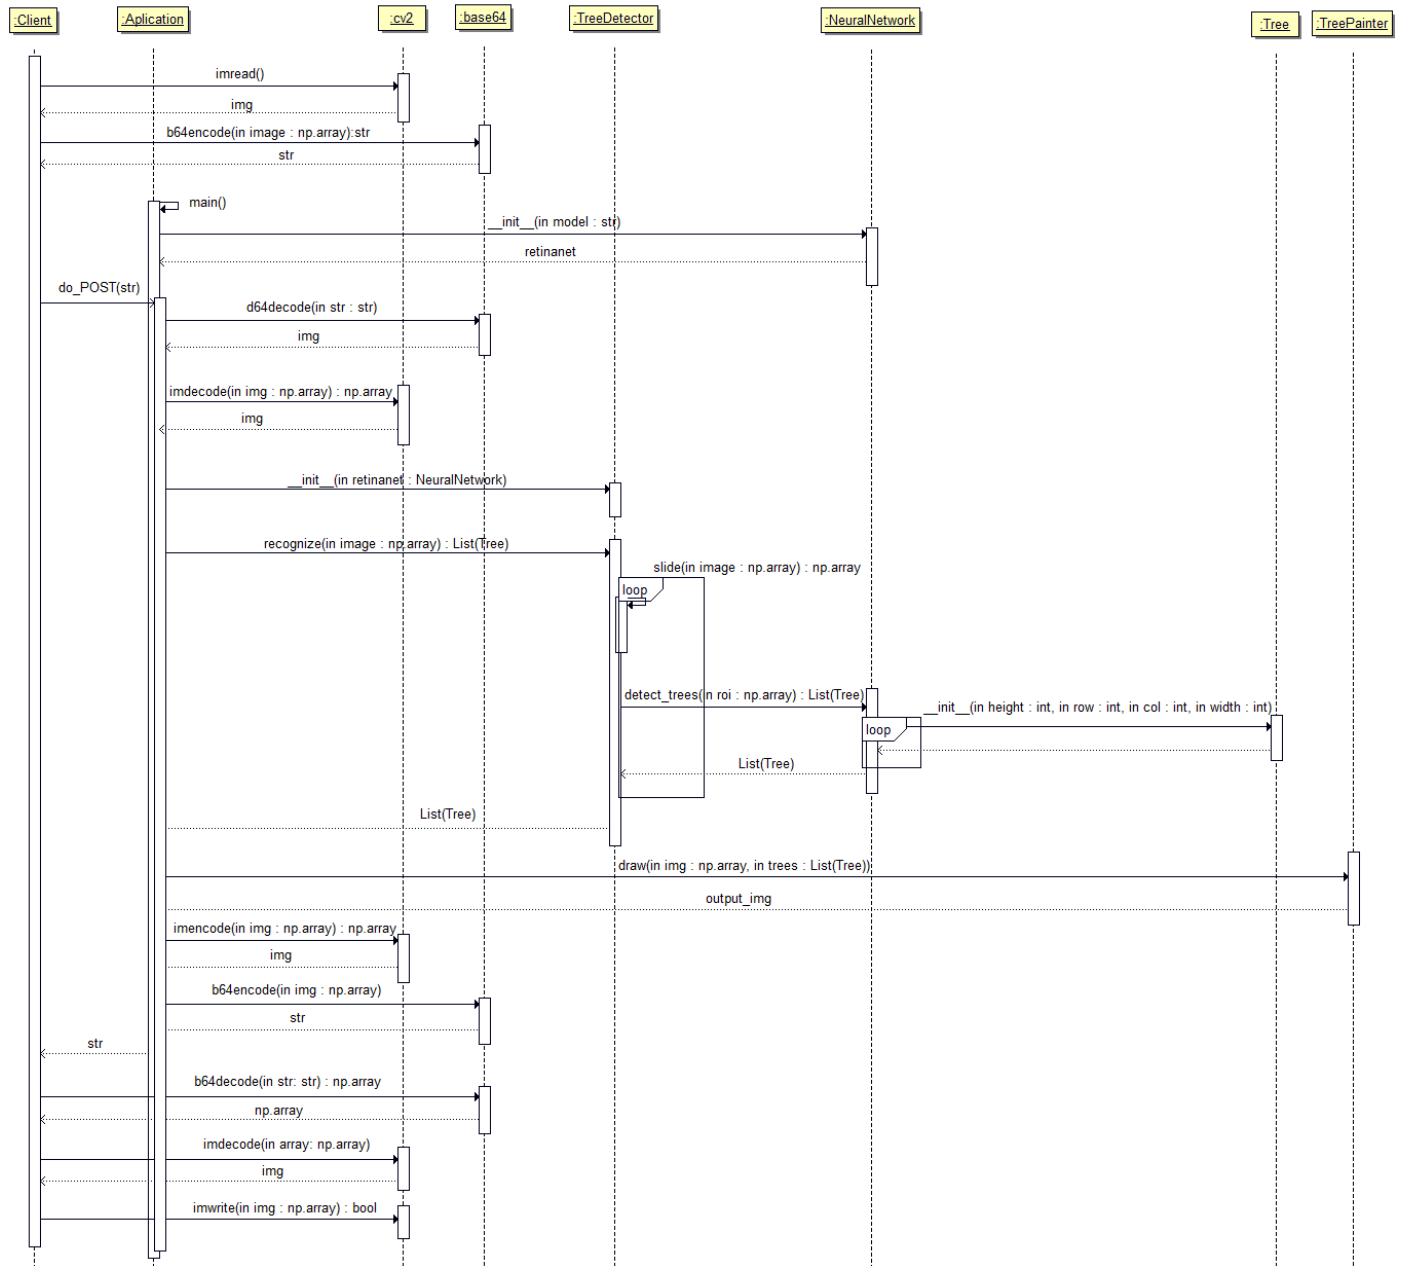 :Client
:Aplication
:cv2
:base64
:TreeDetector
:NeuralNetwork
:Tree
:TreePainter
imread()
img
b64encode(in image : np.array):str
str
main()
__init__(in model : str)
retinanet
do_POST(str)
d64decode(in str : str)
img
imdecode(in img : np.array) : np.array
img
__init__(in retinanet : NeuralNetwork)
recognize(in image : np.array) : List(Tree)
slide(in image : np.array) : np.array
loop
detect_trees(in roi : np.array) : List(Tree)
__init__(in height : int, in row : int, in col : int, in width : int)
loop
List(Tree)
List(Tree)
draw(in img : np.array, in trees : List(Tree))
output_img
imencode(in img : np.array) : np.array
img
b64encode(in img : np.array)
str
str
b64decode(in str: str) : np.array
np.array
imdecode(in array: np.array)
img
imwrite(in img : np.array) : bool